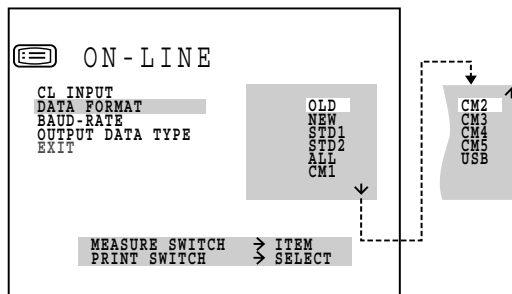 ON-LINE
CL INPUT
DATA FORMAT
BAUD-RATE
OUTPUT DATA TYPE
EXIT
OLD
NEW
STD1
STD2
ALL
CM1
CM2
CM3
CM4
CM5
USB
MEASURE SWITCH → ITEM
PRINT SWITCH → SELECT